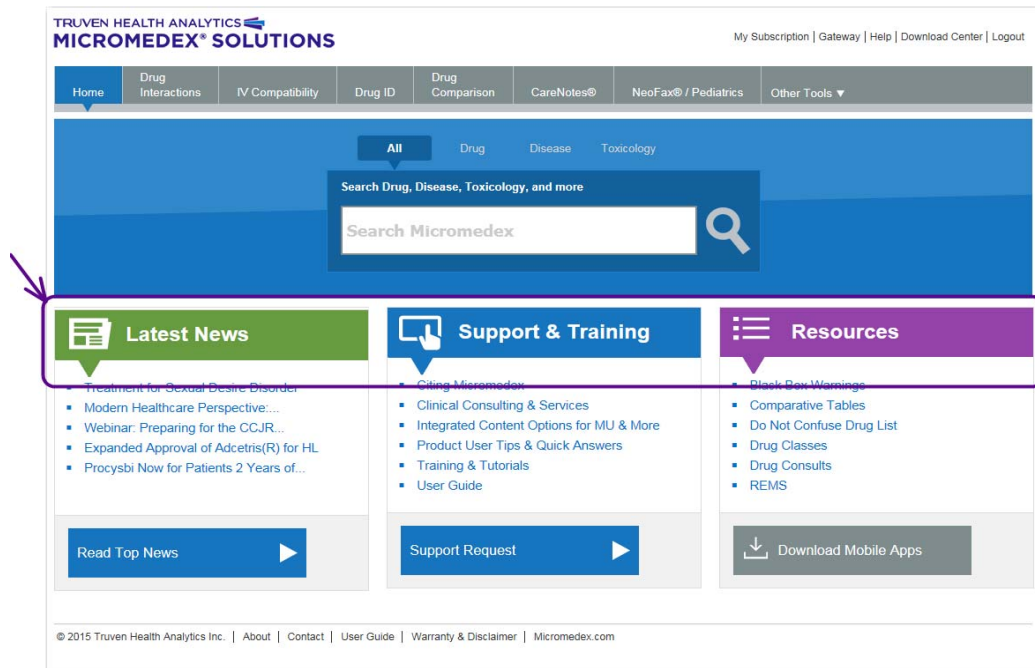 TRUVEN HEALTH ANALYTICS
MICROMEDEX® SOLUTIONS
My Subscription | Gateway | Help | Download Center | Logout
Home
Drug
Interactions
IV Compatibility
Drug ID
Drug
Comparison
CareNotes®
NeoFax® / Pediatrics
Other Tools ▼
All
Drug
Disease
Toxicology
Search Drug, Disease, Toxicology, and more
Search Micromedex
Latest News
Treatment for Sexual Desire Disorder
Modern Healthcare Perspective:...
Webinar: Preparing for the CCJR...
Expanded Approval of Adcetris(R) for HL
Procysbi Now for Patients 2 Years of...
Read Top News
Support & Training
Citing Micromedex
Clinical Consulting & Services
Integrated Content Options for MU & More
Product User Tips & Quick Answers
Training & Tutorials
User Guide
Support Request
Resources
Black Box Warnings
Comparative Tables
Do Not Confuse Drug List
Drug Classes
Drug Consults
REMS
Download Mobile Apps
© 2015 Truven Health Analytics Inc. | About | Contact | User Guide | Warranty & Disclaimer | Micromedex.com